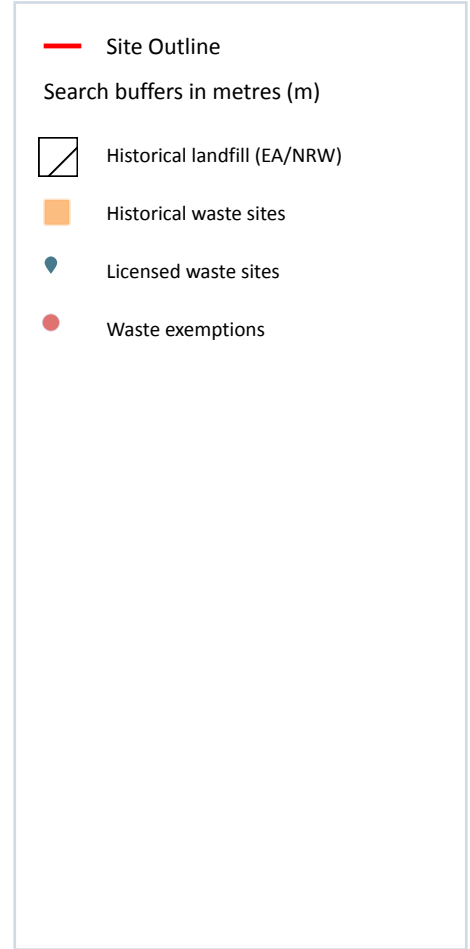 Site Outline
Search buffers in metres (m)
Historical landfill (EA/NRW)
Historical waste sites
Licensed waste sites
Waste exemptions